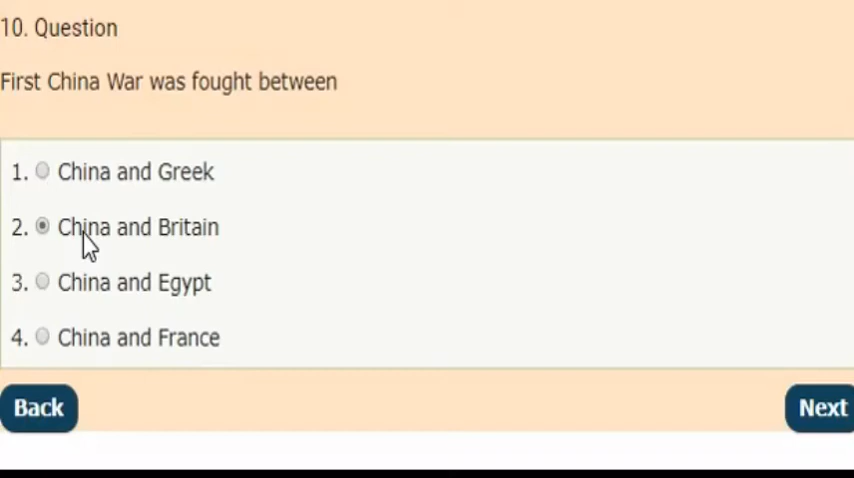 10. Question
First China War was fought between
1. China and Greek
2. China and Britain
3. China and Egypt
4. China and France
Back Next